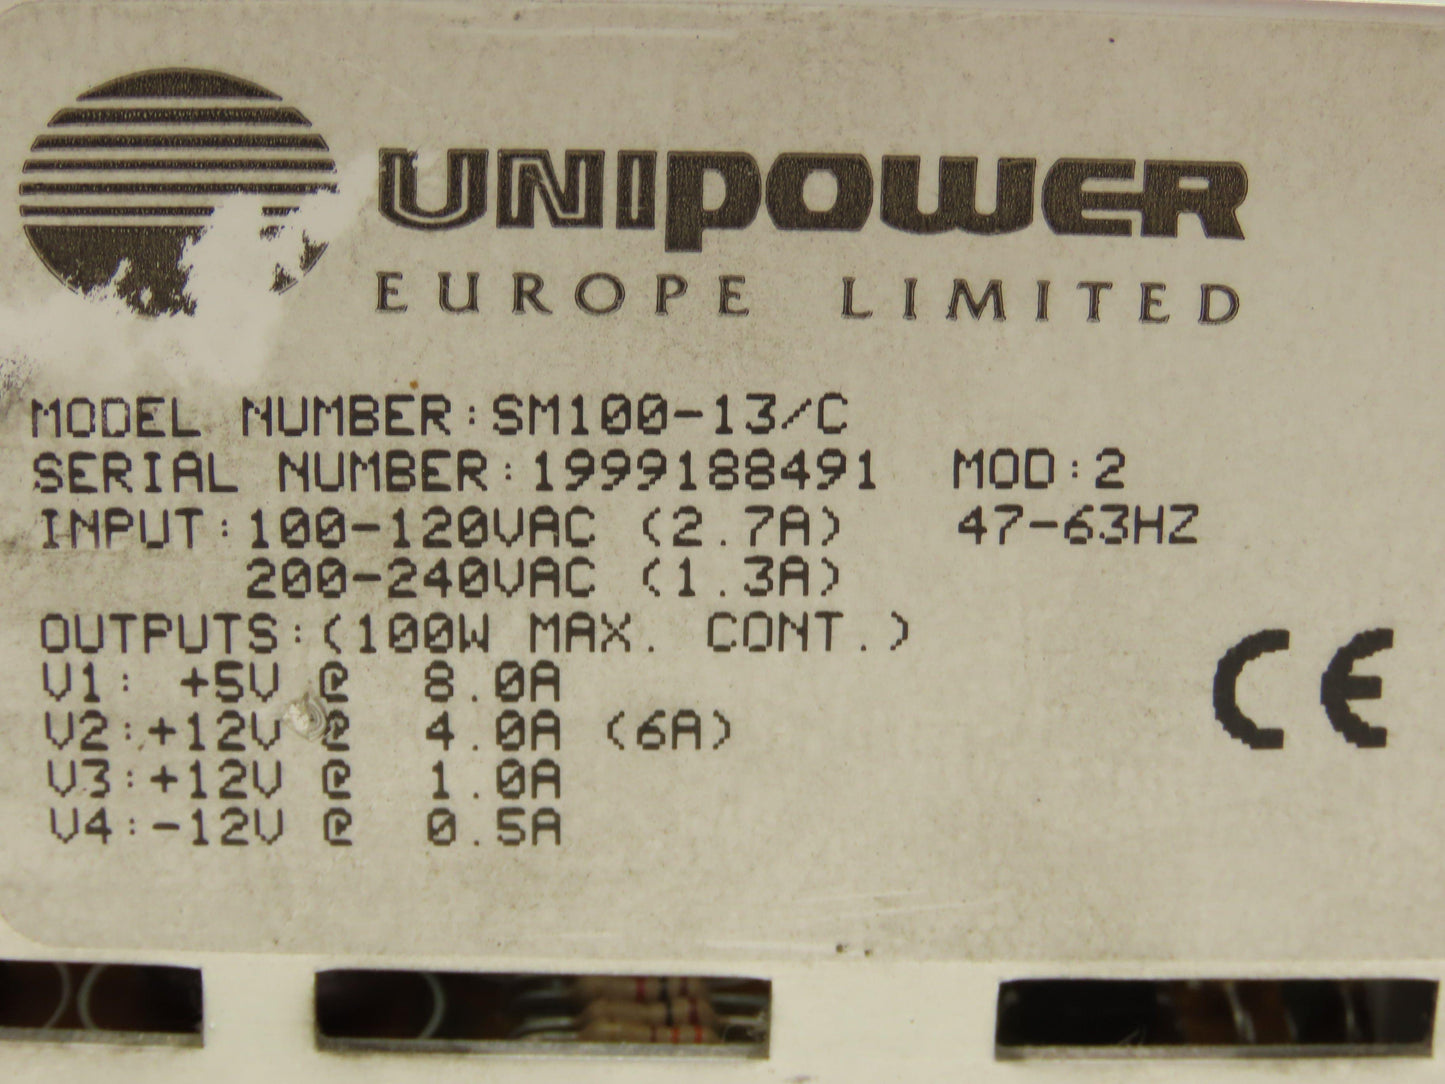 UNIPOWER
EUROPE LIMITED
MODEL NUMBER:SM100-13/C
SERIAL NUMBER:1999188491 MOD:2
INPUT:100-120VAC (2.7A) 47-63HZ
200-240VAC (1.3A)
OUTPUTS:(100W MAX. CONT.)
V1: +5V @ 8.0A
V2:+12V @ 4.0A (6A)
V3:+12V @ 1.0A
V4:-12V @ 0.5A
CE